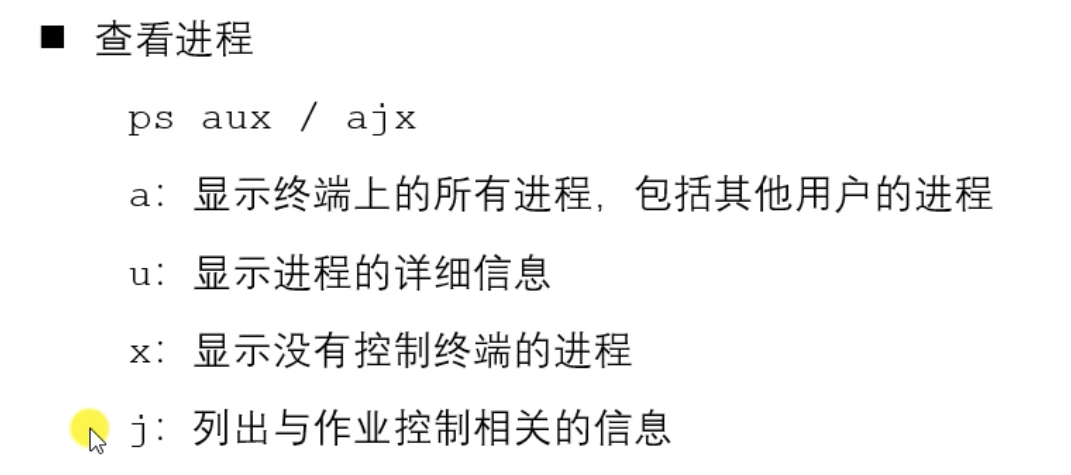 ■ 查看进程
ps aux / ajx
a：显示终端上的所有进程，包括其他用户的进程
u：显示进程的详细信息
x：显示没有控制终端的进程
j：列出与作业控制相关的信息